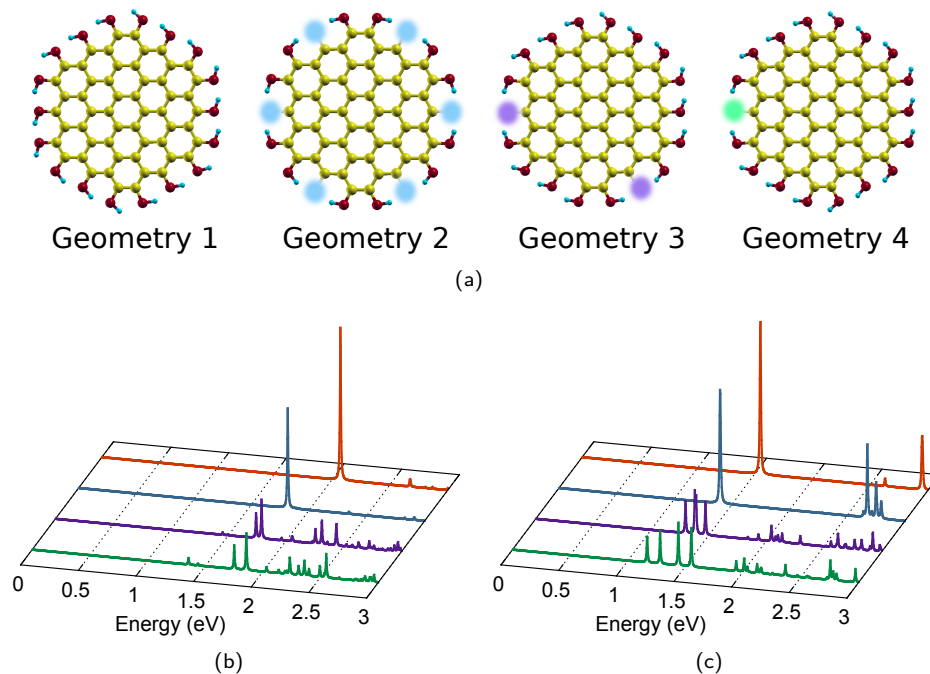 Geometry 1 Geometry 2 Geometry 3 Geometry 4
(a)
0 0.5 1 1.5 2 2.5 3
Energy (eV)
(b)
0 0.5 1 1.5 2 2.5 3
Energy (eV)
(c)